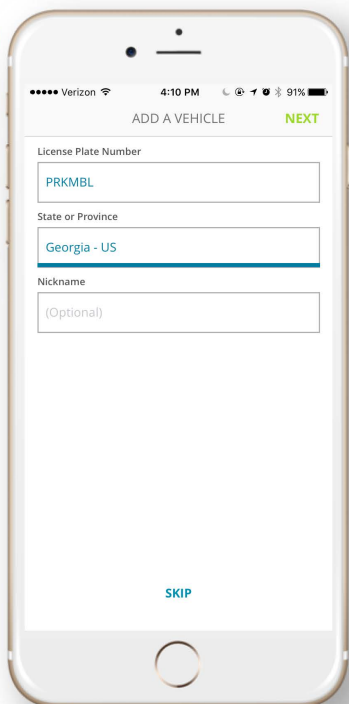 Verizon 4:10 PM 91%
ADD A VEHICLE NEXT
License Plate Number
PRKMBL
State or Province
Georgia - US
Nickname
(Optional)
SKIP